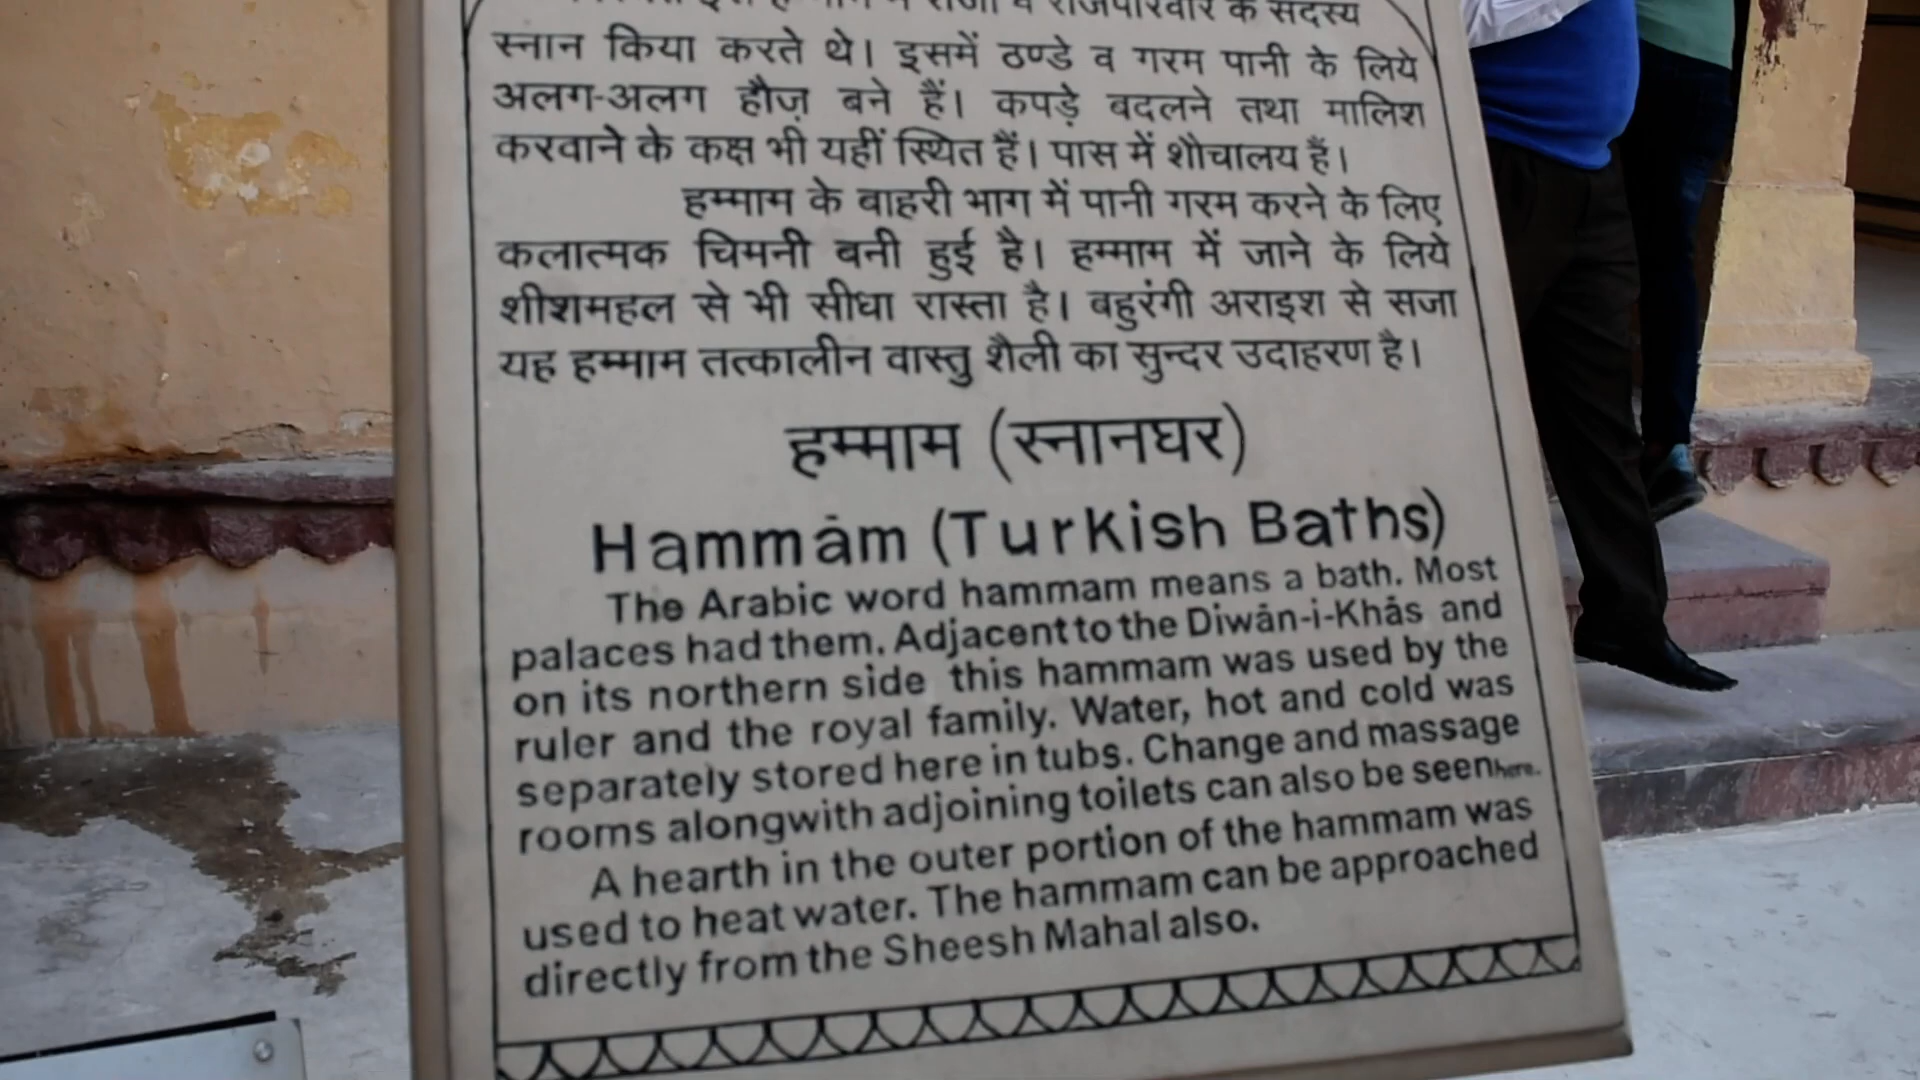 राजपरिवार के सदस्य
स्नान किया करते थे। इसमें ठण्डे व गरम पानी के लिये
अलग-अलग हौज़ बने हैं। कपड़े बदलने तथा मालिश
करवाने के कक्ष भी यहीं स्थित हैं। पास में शौचालय हैं।
हम्माम के बाहरी भाग में पानी गरम करने के लिए
कलात्मक चिमनी बनी हुई है। हम्माम में जाने के लिये
शीशमहल से भी सीधा रास्ता है। बहुरंगी अराइश से सजा
यह हम्माम तत्कालीन वास्तु शैली का सुन्दर उदाहरण है।
हम्माम (स्नानघर)
Hammām (Turkish Baths)
The Arabic word hammam means a bath. Most
palaces had them. Adjacent to the Diwān-i-Khās and
on its northern side this hammam was used by the
ruler and the royal family. Water, hot and cold was
separately stored here in tubs. Change and massage
rooms alongwith adjoining toilets can also be seen here.
A hearth in the outer portion of the hammam was
used to heat water. The hammam can be approached
directly from the Sheesh Mahal also.